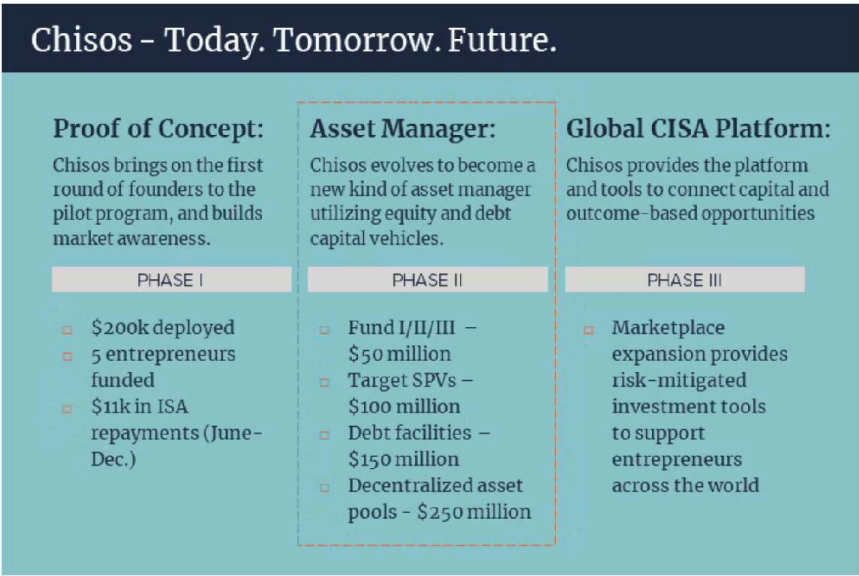 Chisos - Today. Tomorrow. Future.
Proof of Concept:
Chisos brings on the first
round of founders to the
pilot program, and builds
market awareness.
PHASE I
$200k deployed
5 entrepreneurs
funded
$11k in ISA
repayments (June-
Dec.)
Asset Manager:
Chisos evolves to become a
new kind of asset manager
utilizing equity and debt
capital vehicles.
PHASE II
Fund I/II/III –
$50 million
Target SPVs –
$100 million
Debt facilities –
$150 million
Decentralized asset
pools - $250 million
Global CISA Platform:
Chisos provides the platform
and tools to connect capital and
outcome-based opportunities
PHASE III
Marketplace
expansion provides
risk-mitigated
investment tools
to support
entrepreneurs
across the world